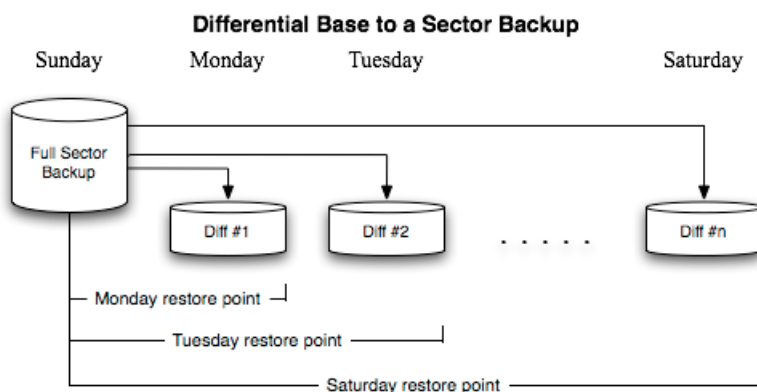 Differential Base to a Sector Backup
Sunday
Monday
Tuesday
Saturday
Full Sector
Backup
Diff #1
Diff #2
. . . . .
Diff #n
Monday restore point
Tuesday restore point
Saturday restore point